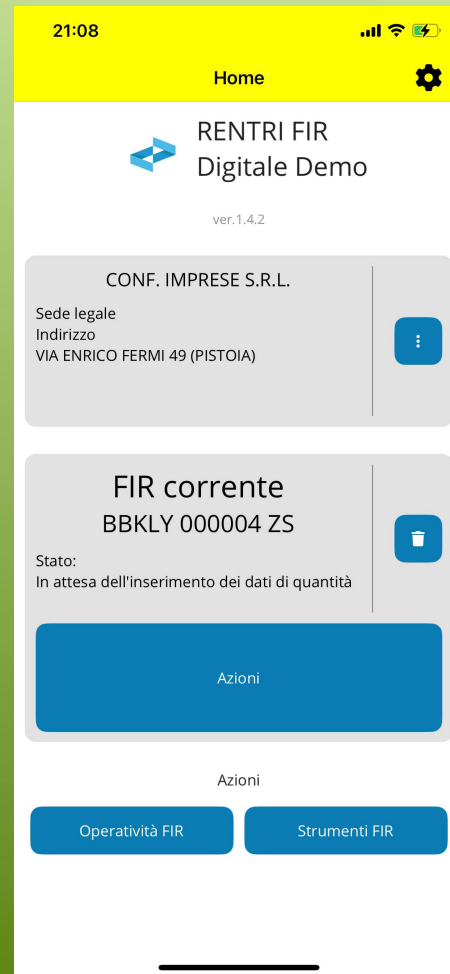 21:08
Home
RENTRI FIR
Digitale Demo
ver.1.4.2
CONF. IMPRESE S.R.L.
Sede legale
Indirizzo
VIA ENRICO FERMI 49 (PISTOIA)
FIR corrente
BBKLY 000004 ZS
Stato:
In attesa dell'inserimento dei dati di quantità
Azioni
Azioni
Operatività FIR
Strumenti FIR